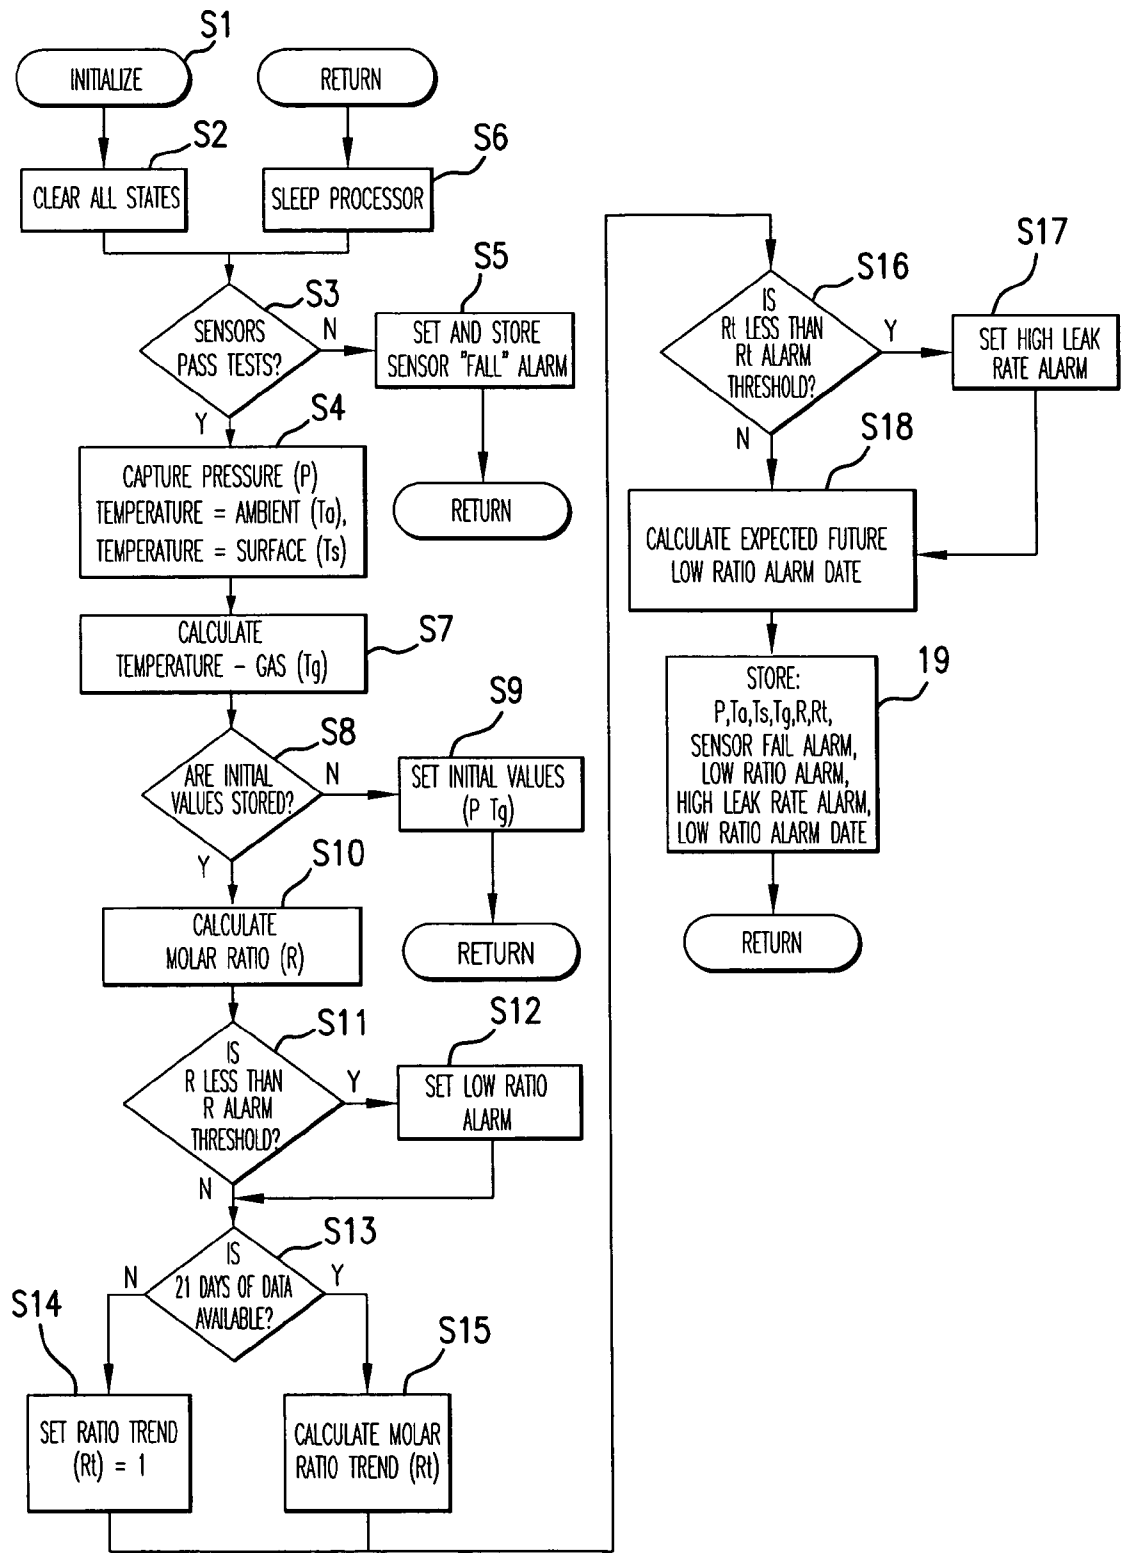 S1
INITIALIZE
RETURN
S2
CLEAR ALL STATES
S6
SLEEP PROCESSOR
S3
SENSORS
PASS TESTS?
N
Y
S5
SET AND STORE
SENSOR "FALL" ALARM
RETURN
S4
CAPTURE PRESSURE (P)
TEMPERATURE = AMBIENT (Ta),
TEMPERATURE = SURFACE (Ts)
S7
CALCULATE
TEMPERATURE - GAS (Tg)
S8
ARE INITIAL
VALUES STORED?
N
Y
S9
SET INITIAL VALUES
(P Tg)
RETURN
S10
CALCULATE
MOLAR RATIO (R)
S11
IS
R LESS THAN
R ALARM
THRESHOLD?
Y
N
S12
SET LOW RATIO
ALARM
S13
IS
21 DAYS OF DATA
AVAILABLE?
N
Y
S14
SET RATIO TREND
(Rt) = 1
S15
CALCULATE MOLAR
RATIO TREND (Rt)
S16
IS
Rt LESS THAN
Rt ALARM
THRESHOLD?
Y
N
S17
SET HIGH LEAK
RATE ALARM
S18
CALCULATE EXPECTED FUTURE
LOW RATIO ALARM DATE
19
STORE:
P,Ta,Ts,Tg,R,Rt,
SENSOR FAIL ALARM,
LOW RATIO ALARM,
HIGH LEAK RATE ALARM,
LOW RATIO ALARM DATE
RETURN